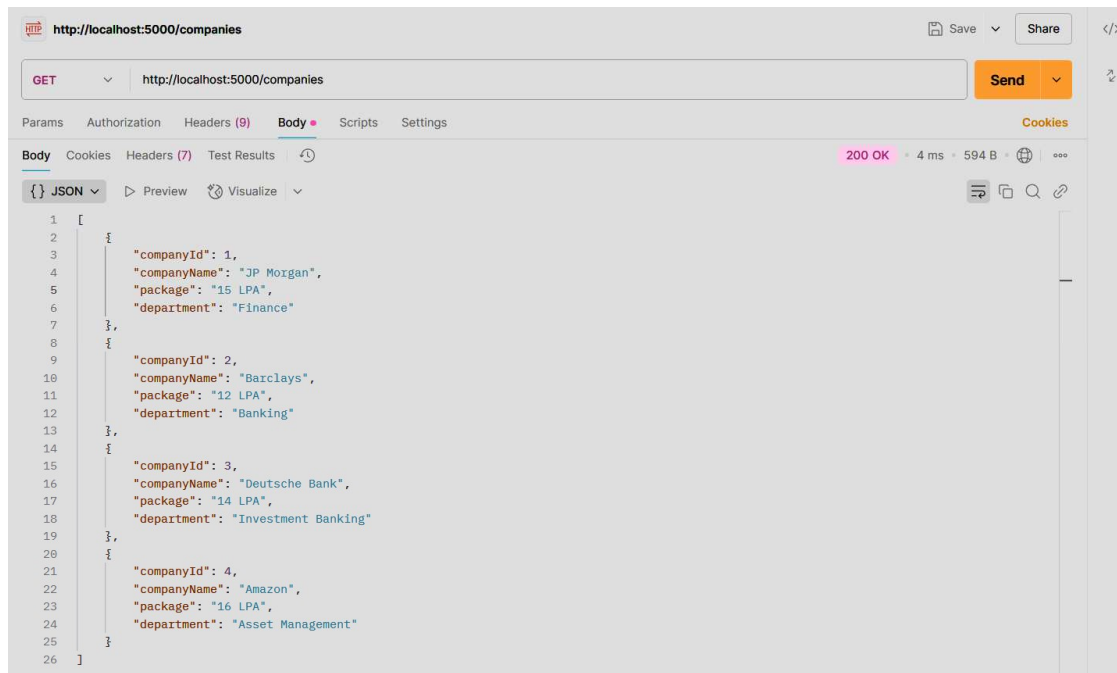 HTTP http://localhost:5000/companies Save Share </>
GET http://localhost:5000/companies Send
Params Authorization Headers (9) Body Scripts Settings Cookies
Body Cookies Headers (7) Test Results 200 OK 4 ms 594 B
{} JSON Preview Visualize
1 [
2 {
3 "companyId": 1,
4 "companyName": "JP Morgan",
5 "package": "15 LPA",
6 "department": "Finance"
7 },
8 {
9 "companyId": 2,
10 "companyName": "Barclays",
11 "package": "12 LPA",
12 "department": "Banking"
13 },
14 {
15 "companyId": 3,
16 "companyName": "Deutsche Bank",
17 "package": "14 LPA",
18 "department": "Investment Banking"
19 },
20 {
21 "companyId": 4,
22 "companyName": "Amazon",
23 "package": "16 LPA",
24 "department": "Asset Management"
25 }
26 ]